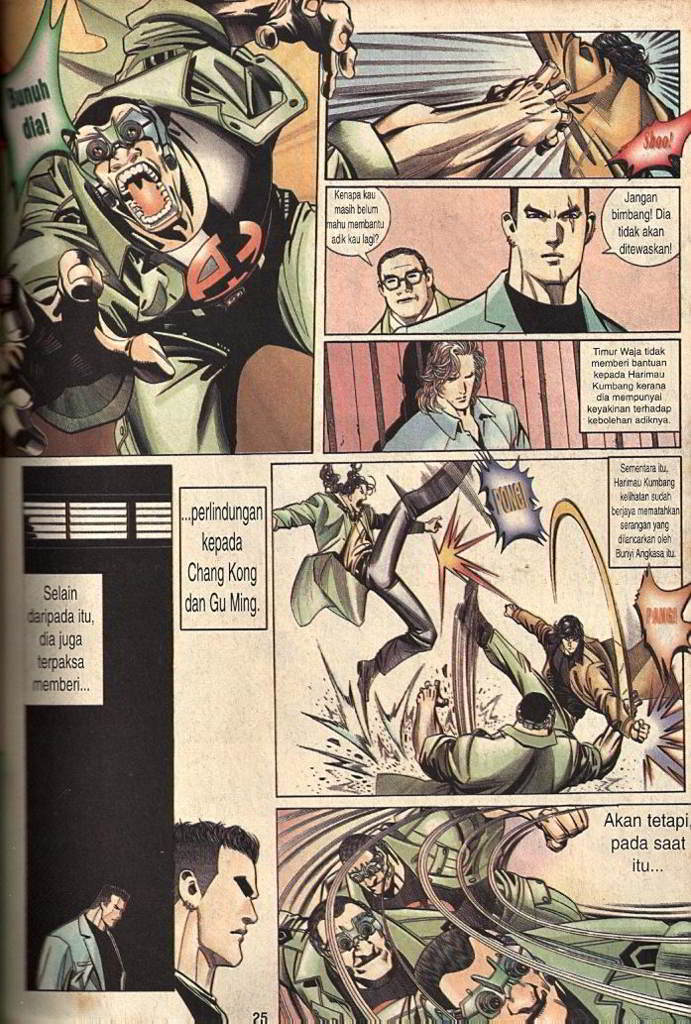 Bunuh
dia!
Shoo!
Kenapa kau
masih belum
mahu membantu
adik kau lagi?
Jangan
bimbang! Dia
tidak akan
ditewaskan!
Timur Waja tidak
memberi bantuan
kepada Harimau
Kumbang kerana
dia mempunyai
keyakinan terhadap
kebolehan adiknya.
Selain
daripada itu,
dia juga
terpaksa
memberi...
...perlindungan
kepada
Chang Kong
dan Gu Ming.
Sementara itu,
Harimau Kumbang
kelihatan sudah
berjaya mematahkan
serangan yang
dilancarkan oleh
Bunyi Angkasa itu.
PONG!
PANG!
Akan tetapi,
pada saat
itu...
25